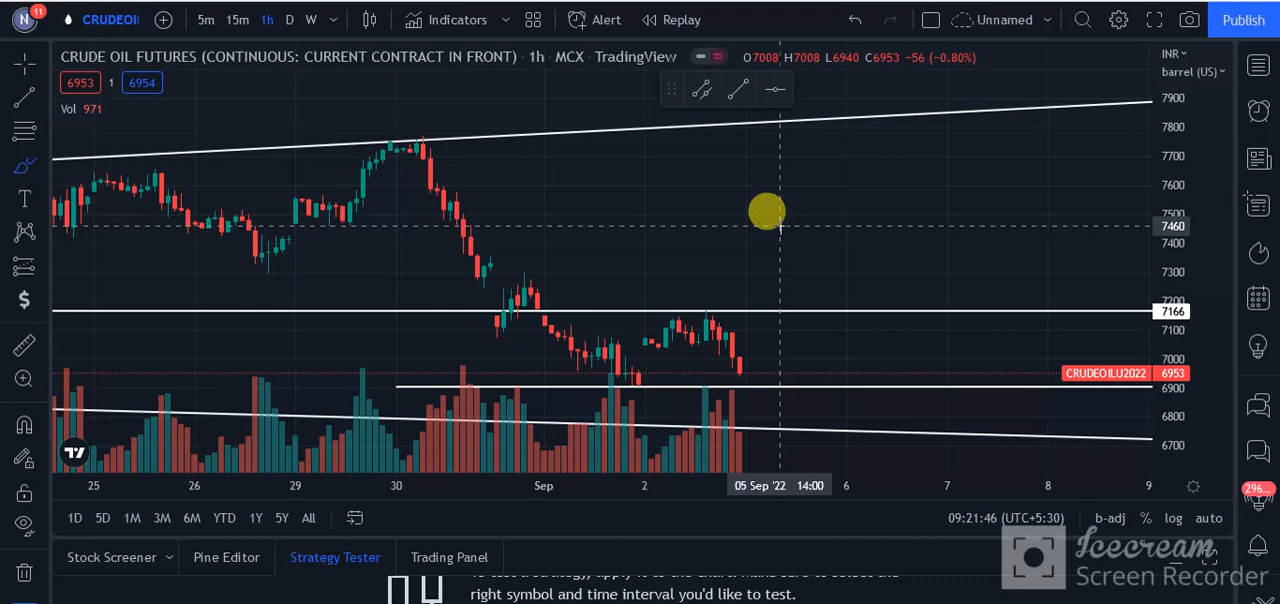 N 11 CRUDEOI 5m 15m 1h D W Indicators Alert Replay Unnamed Publish
CRUDE OIL FUTURES (CONTINUOUS: CURRENT CONTRACT IN FRONT) · 1h · MCX · TradingView O7008 H7008 L6940 C6953 −56 (−0.80%) INR
6953 1 6954 barrel (US)
Vol 971
7900
7800
7700
7600
7500
7460
7400
7300
7200
7166
7100
7000
CRUDEOILU2022 6953
6900
6800
6700
25 26 29 30 Sep 2 05 Sep '22 14:00 6 7 8 9
1D 5D 1M 3M 6M YTD 1Y 5Y All 09:21:46 (UTC+5:30) b-adj % log auto
296...
Stock Screener Pine Editor Strategy Tester Trading Panel
right symbol and time interval you'd like to test.
Icecream
Screen Recorder